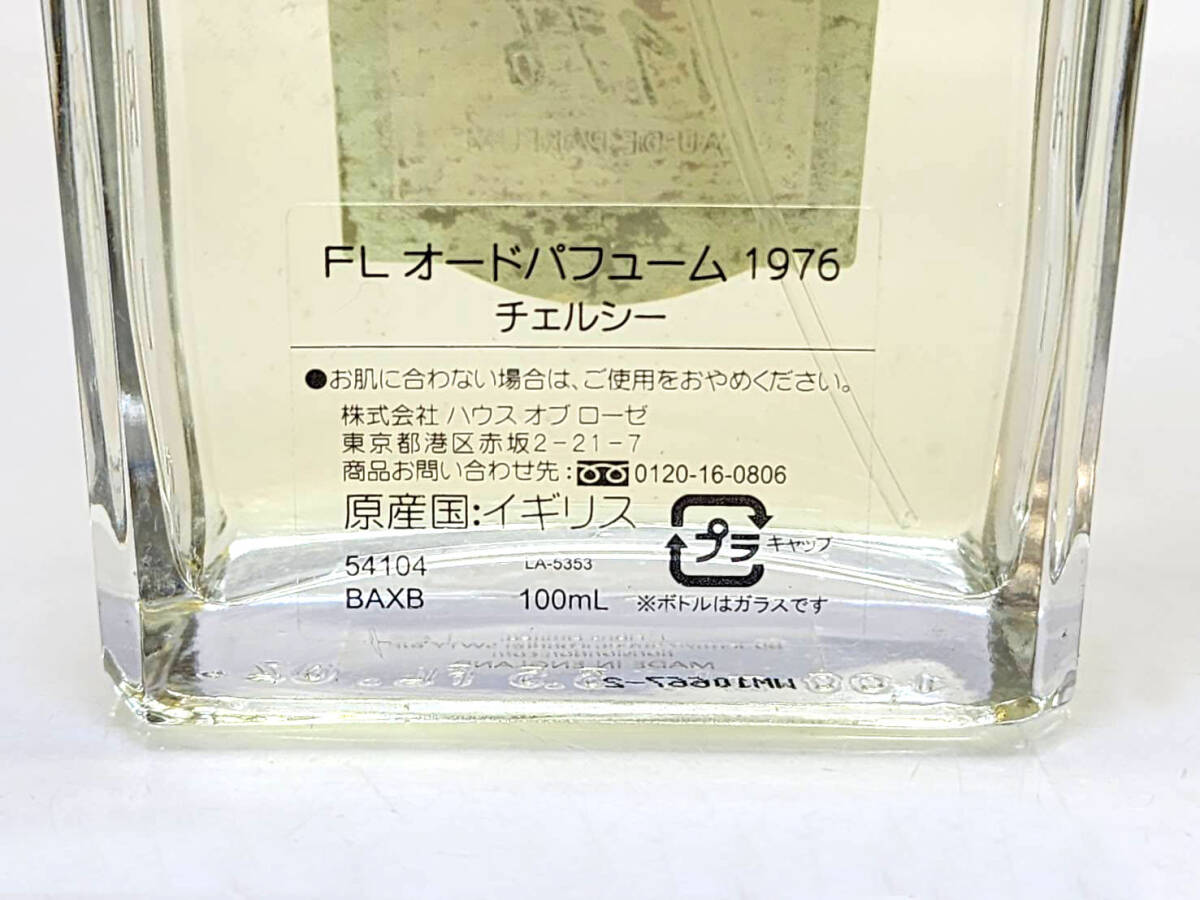 FL オードパフューム 1976
チェルシー
●お肌に合わない場合は、ご使用をおやめください。
株式会社 ハウス オブ ローゼ
東京都港区赤坂2-21-7
商品お問い合わせ先: 0120-16-0806
原産国:イギリス
プラ キャップ
54104 LA-5353
BAXB 100mL ※ボトルはガラスです
MADE IN ENGLAND
WW10667-2